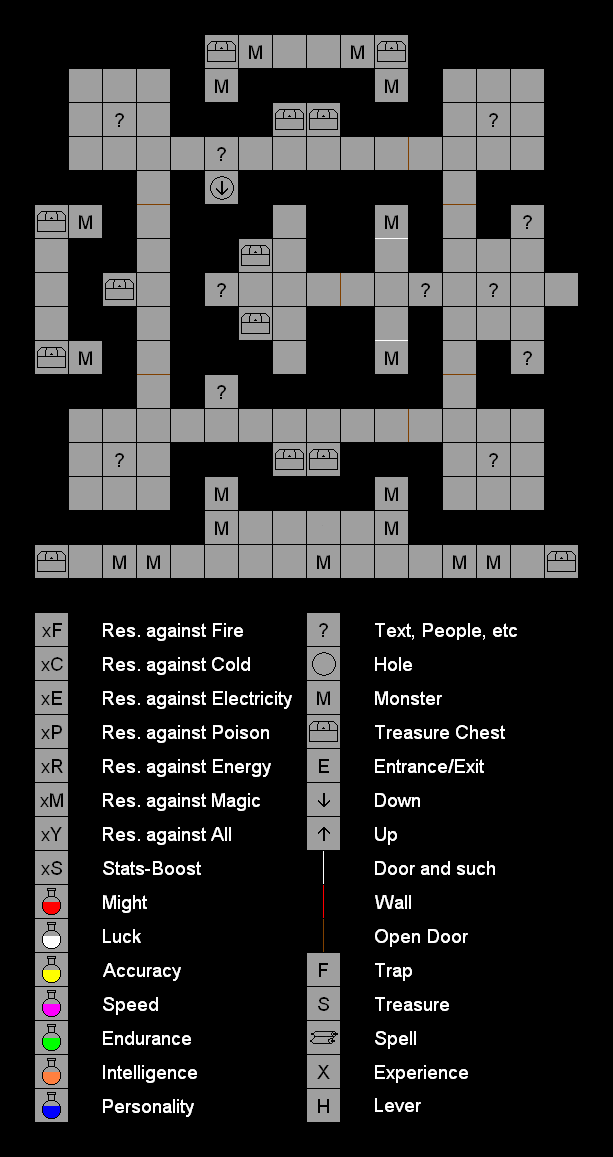 M M
M M
? ?
?
M M ?
? ? ?
M M ?
?
? ?
M M
M M
M M M M M
xF Res. against Fire ? Text, People, etc
xC Res. against Cold Hole
xE Res. against Electricity M Monster
xP Res. against Poison Treasure Chest
xR Res. against Energy E Entrance/Exit
xM Res. against Magic Down
xY Res. against All Up
xS Stats-Boost Door and such
Might Wall
Luck Open Door
Accuracy F Trap
Speed S Treasure
Endurance Spell
Intelligence X Experience
Personality H Lever